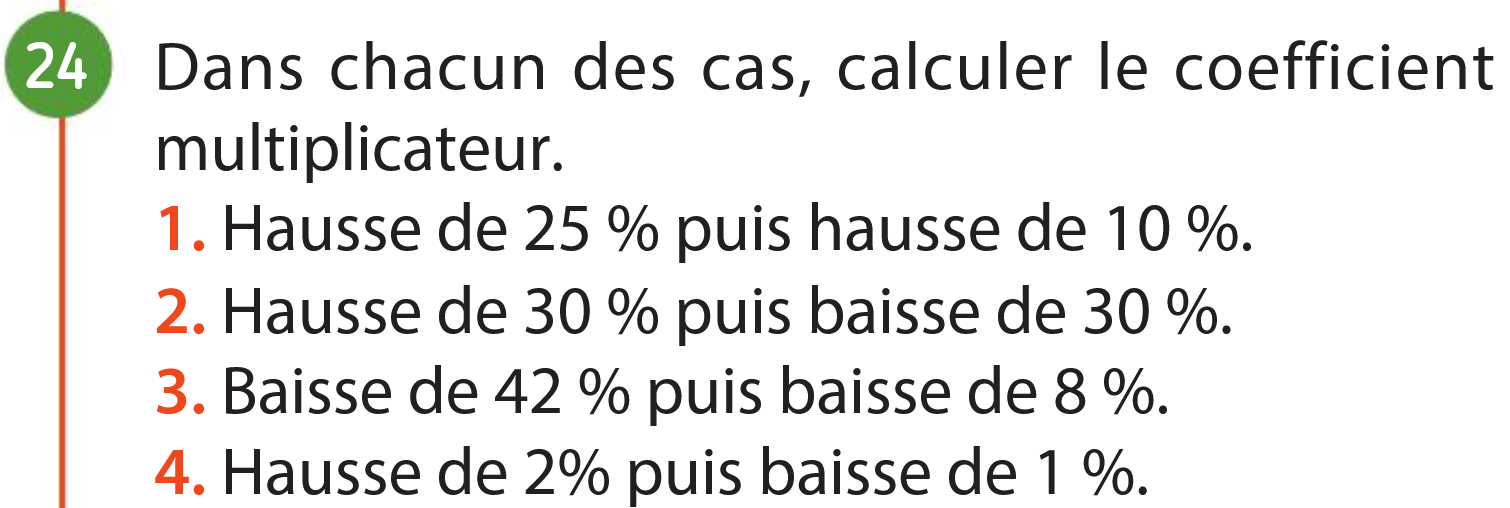 24 Dans chacun des cas, calculer le coefficient
multiplicateur.
1. Hausse de 25 % puis hausse de 10 %.
2. Hausse de 30 % puis baisse de 30 %.
3. Baisse de 42 % puis baisse de 8 %.
4. Hausse de 2% puis baisse de 1 %.